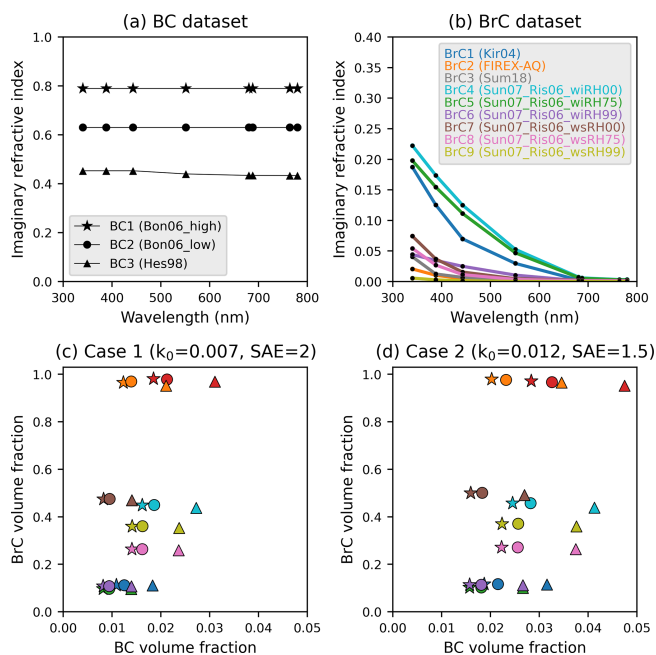 (a) BC dataset
Imaginary refractive index
1.0
0.8
0.6
0.4
0.2
0.0
BC1 (Bon06_high)
BC2 (Bon06_low)
BC3 (Hes98)
300 400 500 600 700 800
Wavelength (nm)
(b) BrC dataset
Imaginary refractive index
0.40
0.35
0.30
0.25
0.20
0.15
0.10
0.05
0.00
BrC1 (Kir04)
BrC2 (FIREX-AQ)
BrC3 (Sum18)
BrC4 (Sun07_Ris06_wiRH00)
BrC5 (Sun07_Ris06_wiRH75)
BrC6 (Sun07_Ris06_wiRH99)
BrC7 (Sun07_Ris06_wsRH00)
BrC8 (Sun07_Ris06_wsRH75)
BrC9 (Sun07_Ris06_wsRH99)
300 400 500 600 700 800
Wavelength (nm)
(c) Case 1 (k0=0.007, SAE=2)
BrC volume fraction
1.0
0.8
0.6
0.4
0.2
0.0
0.00 0.01 0.02 0.03 0.04 0.05
BC volume fraction
(d) Case 2 (k0=0.012, SAE=1.5)
BrC volume fraction
1.0
0.8
0.6
0.4
0.2
0.0
0.00 0.01 0.02 0.03 0.04 0.05
BC volume fraction